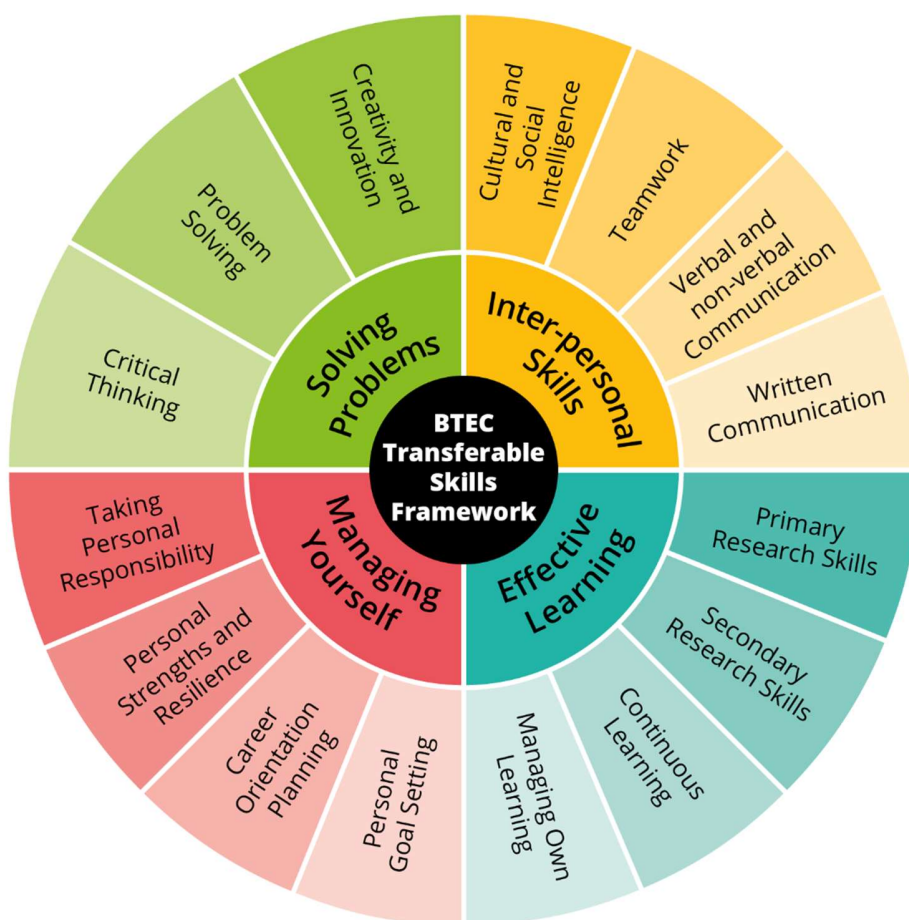 BTEC
Transferable
Skills
Framework
Solving
Problems
Inter-personal
Skills
Effective
Learning
Managing
Yourself
Cultural and
Social
Intelligence
Teamwork
Verbal and
non-verbal
Communication
Written
Communication
Primary
Research Skills
Secondary
Research Skills
Continuous
Learning
Managing Own
Learning
Personal
Goal Setting
Career
Orientation
Planning
Personal
Strengths and
Resilience
Taking
Personal
Responsibility
Critical
Thinking
Problem
Solving
Creativity and
Innovation